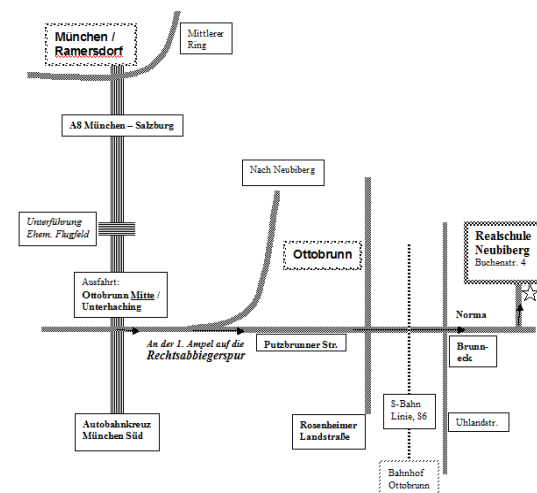 München /
Ramersdorf
Mittlerer
Ring
A8 München – Salzburg
Nach Neubiberg
Unterführung
Ehem. Flugfeld
Ottobrunn
Realschule
Neubiberg
Buchenstr. 4
Ausfahrt:
Ottobrunn Mitte /
Unterhaching
Norma
An der 1. Ampel auf die
Rechtsabbiegerspur
Putzbrunner Str.
Brunn-
eck
Autobahnkreuz
München Süd
Rosenheimer
Landstraße
S-Bahn
Linie, S6
Uhlandstr.
Bahnhof
Ottobrunn